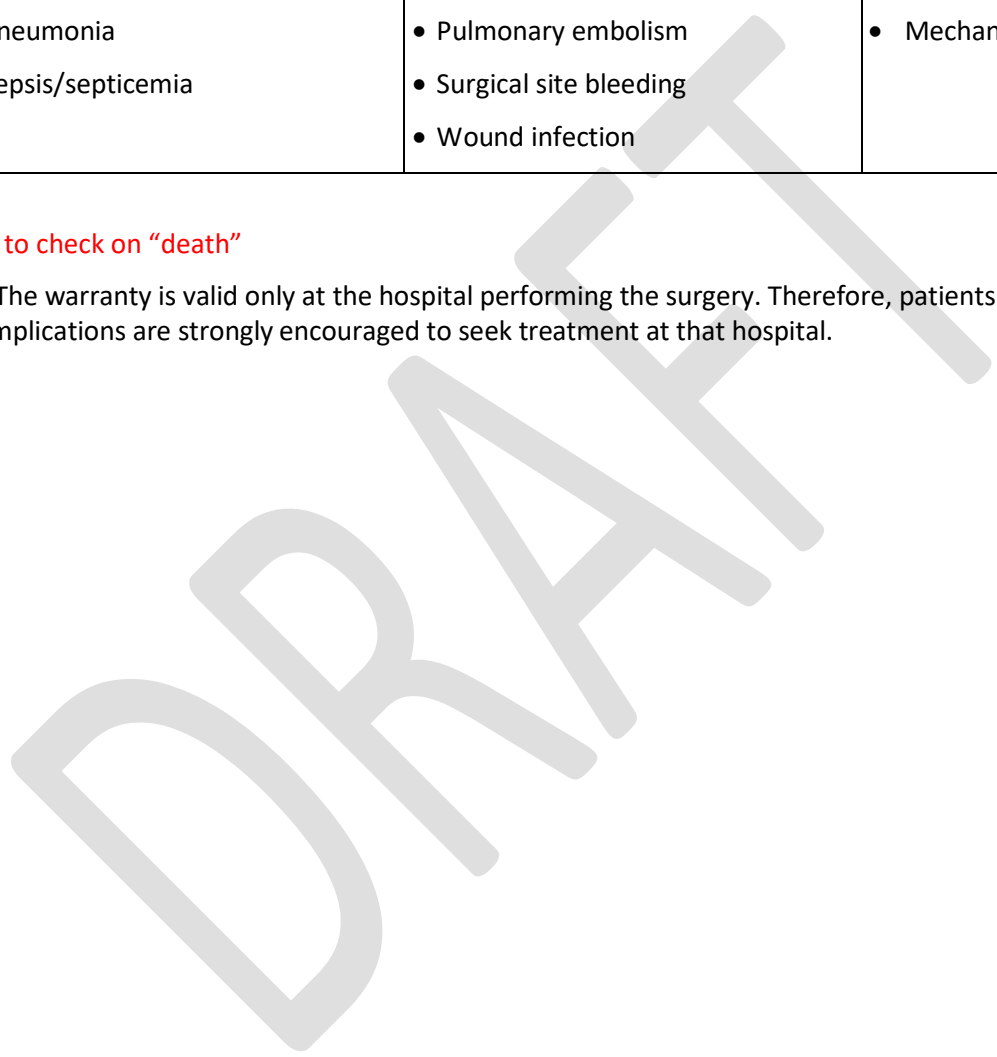 neumonia
epsis/septicemia
• Pulmonary embolism
• Surgical site bleeding
• Wound infection
• Mechan
to check on “death”
The warranty is valid only at the hospital performing the surgery. Therefore, patients
mplications are strongly encouraged to seek treatment at that hospital.
DRAFT